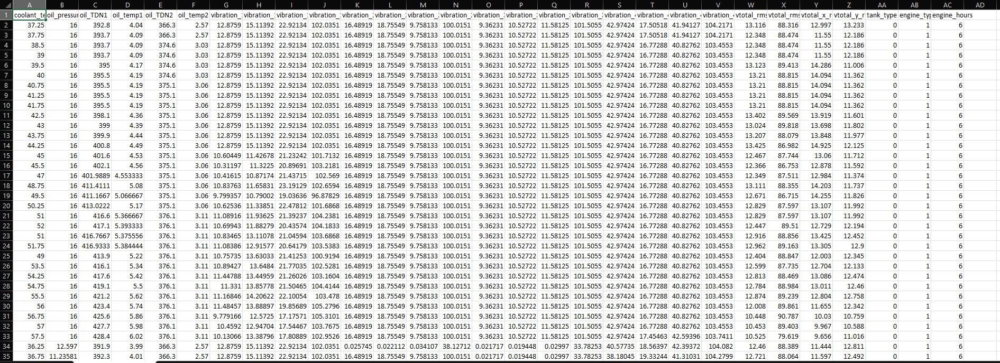 A B C D E F G H I J K L M N O P Q R S T U V W X Y Z AA AB AC AD
1 coolant_te oil_pressur oil_TDN1 oil_temp1 oil_TDN2 oil_temp2 vibration_ vibration_ vibration_ vibration_ vibration_ vibration_ vibration_ vibration_ vibration_ vibration_ vibration_ vibration_ vibration_ vibration_ vibration_ vibration_ vtotal_rms vtotal_rms vtotal_x_r vtotal_y_r tank_type engine_typ engine_hours
2 37.25 16 392.8 4.04 366.3 2.57 12.8759 15.11392 22.92134 102.0351 16.48919 18.75549 9.758133 100.0151 9.36231 10.52722 11.58125 101.5055 42.97424 17.50518 41.94127 104.2171 13.116 88.316 12.997 13.233 0 1 6
3 37.75 16 393.7 4.09 366.3 2.57 12.8759 15.11392 22.92134 102.0351 16.48919 18.75549 9.758133 100.0151 9.36231 10.52722 11.58125 101.5055 42.97424 17.50518 41.94127 104.2171 12.348 88.474 11.55 12.186 0 1 6
4 38.5 16 393.7 4.09 374.6 3.03 12.8759 15.11392 22.92134 102.0351 16.48919 18.75549 9.758133 100.0151 9.36231 10.52722 11.58125 101.5055 42.97424 16.77288 40.82762 103.4553 12.348 88.474 11.55 12.186 0 1 6
5 39 16 393.7 4.09 374.6 3.03 12.8759 15.11392 22.92134 102.0351 16.48919 18.75549 9.758133 100.0151 9.36231 10.52722 11.58125 101.5055 42.97424 16.77288 40.82762 103.4553 12.348 88.474 11.55 12.186 0 1 6
6 39.5 16 395 4.17 374.6 3.03 12.8759 15.11392 22.92134 102.0351 16.48919 18.75549 9.758133 100.0151 9.36231 10.52722 11.58125 101.5055 42.97424 16.77288 40.82762 103.4553 13.123 89.413 14.286 11.006 0 1 6
7 40 16 395.5 4.19 374.6 3.03 12.8759 15.11392 22.92134 102.0351 16.48919 18.75549 9.758133 100.0151 9.36231 10.52722 11.58125 101.5055 42.97424 16.77288 40.82762 103.4553 13.21 88.815 14.094 11.362 0 1 6
8 40.75 16 395.5 4.19 375.1 3.06 12.8759 15.11392 22.92134 102.0351 16.48919 18.75549 9.758133 100.0151 9.36231 10.52722 11.58125 101.5055 42.97424 16.77288 40.82762 103.4553 13.21 88.815 14.094 11.362 0 1 6
9 41.25 16 395.5 4.19 375.1 3.06 12.8759 15.11392 22.92134 102.0351 16.48919 18.75549 9.758133 100.0151 9.36231 10.52722 11.58125 101.5055 42.97424 16.77288 40.82762 103.4553 13.21 88.815 14.094 11.362 0 1 6
10 41.75 16 395.5 4.19 375.1 3.06 12.8759 15.11392 22.92134 102.0351 16.48919 18.75549 9.758133 100.0151 9.36231 10.52722 11.58125 101.5055 42.97424 16.77288 40.82762 103.4553 13.21 88.815 14.094 11.362 0 1 6
11 42.5 16 398.1 4.36 375.1 3.06 12.8759 15.11392 22.92134 102.0351 16.48919 18.75549 9.758133 100.0151 9.36231 10.52722 11.58125 101.5055 42.97424 16.77288 40.82762 103.4553 13.402 89.569 13.919 11.601 0 1 6
12 43 16 399 4.39 375.1 3.06 12.8759 15.11392 22.92134 102.0351 16.48919 18.75549 9.758133 100.0151 9.36231 10.52722 11.58125 101.5055 42.97424 16.77288 40.82762 103.4553 13.024 89.818 13.698 11.802 0 1 6
13 43.75 16 399.9 4.44 375.1 3.06 12.8759 15.11392 22.92134 102.0351 16.48919 18.75549 9.758133 100.0151 9.36231 10.52722 11.58125 101.5055 42.97424 16.77288 40.82762 103.4553 13.207 88.079 13.848 11.977 0 1 6
14 44.25 16 400.8 4.49 375.1 3.06 12.8759 15.11392 22.92134 102.0351 16.48919 18.75549 9.758133 100.0151 9.36231 10.52722 11.58125 101.5055 42.97424 16.77288 40.82762 103.4553 13.425 86.982 14.925 12.125 0 1 6
15 45 16 401.6 4.53 375.1 3.06 10.60449 11.42678 21.23242 101.7132 16.48919 18.75549 9.758133 100.0151 9.36231 10.52722 11.58125 101.5055 42.97424 16.77288 40.82762 103.4553 12.467 87.744 13.06 11.712 0 1 6
16 45.5 16 402.1 4.56 375.1 3.06 10.31197 11.3225 20.89691 103.2181 16.48919 18.75549 9.758133 100.0151 9.36231 10.52722 11.58125 101.5055 42.97424 16.77288 40.82762 103.4553 12.366 86.753 12.878 11.592 0 1 6
17 47 16 401.9889 4.553333 375.1 3.06 10.41615 10.87174 21.43715 102.569 16.48919 18.75549 9.758133 100.0151 9.36231 10.52722 11.58125 101.5055 42.97424 16.77288 40.82762 103.4553 12.349 87.511 12.984 11.374 0 1 6
18 48.75 16 411.4111 5.08 375.1 3.06 10.83763 11.65831 23.19129 102.6594 16.48919 18.75549 9.758133 100.0151 9.36231 10.52722 11.58125 101.5055 42.97424 16.77288 40.82762 103.4553 13.111 88.355 14.203 11.737 0 1 6
19 49.5 16 411.1667 5.066667 375.1 3.06 9.799357 10.79002 19.03636 96.87829 16.48919 18.75549 9.758133 100.0151 9.36231 10.52722 11.58125 101.5055 42.97424 16.77288 40.82762 103.4553 12.671 86.715 14.255 11.826 0 1 6
20 50.25 16 413.0222 5.17 375.1 3.06 10.62536 11.33851 22.47812 101.6868 16.48919 18.75549 9.758133 100.0151 9.36231 10.52722 11.58125 101.5055 42.97424 16.77288 40.82762 103.4553 12.829 87.597 13.107 11.992 0 1 6
21 51 16 416.6 5.366667 376.1 3.11 11.08916 11.93625 21.39237 104.2381 16.48919 18.75549 9.758133 100.0151 9.36231 10.52722 11.58125 101.5055 42.97424 16.77288 40.82762 103.4553 12.829 87.597 13.107 11.992 0 1 6
22 52 16 417.1 5.393333 376.1 3.11 10.69943 11.88279 20.43574 104.1833 16.48919 18.75549 9.758133 100.0151 9.36231 10.52722 11.58125 101.5055 42.97424 16.77288 40.82762 103.4553 12.447 89.51 12.729 12.194 0 1 6
23 51 16 416.7667 5.375556 376.1 3.11 10.83465 13.11078 21.04594 103.6868 16.48919 18.75549 9.758133 100.0151 9.36231 10.52722 11.58125 101.5055 42.97424 16.77288 40.82762 103.4553 12.916 88.856 13.425 12.452 0 1 6
24 51.75 16 416.9333 5.384444 376.1 3.11 11.08386 12.91577 20.64179 103.5383 16.48919 18.75549 9.758133 100.0151 9.36231 10.52722 11.58125 101.5055 42.97424 16.77288 40.82762 103.4553 12.962 89.163 13.305 12.9 0 1 6
25 49 16 413.9 5.22 376.1 3.11 10.75735 13.63033 21.41253 100.9194 16.48919 18.75549 9.758133 100.0151 9.36231 10.52722 11.58125 101.5055 42.97424 16.77288 40.82762 103.4553 12.404 88.847 12.003 12.345 0 1 6
26 53.5 16 416.1 5.34 376.1 3.11 10.89427 13.6484 21.77035 102.5281 16.48919 18.75549 9.758133 100.0151 9.36231 10.52722 11.58125 101.5055 42.97424 16.77288 40.82762 103.4553 12.599 87.735 12.704 12.133 0 1 6
27 54.25 16 417.6 5.42 376.1 3.11 11.44788 13.44959 21.26026 103.1604 16.48919 18.75549 9.758133 100.0151 9.36231 10.52722 11.58125 101.5055 42.97424 16.77288 40.82762 103.4553 12.813 88.469 13.086 12.474 0 1 6
28 54.75 16 419.1 5.5 376.1 3.11 11.331 13.85778 21.50465 104.4144 16.48919 18.75549 9.758133 100.0151 9.36231 10.52722 11.58125 101.5055 42.97424 16.77288 40.82762 103.4553 12.784 88.984 13.011 12.46 0 1 6
29 55.5 16 421.2 5.62 376.1 3.11 11.16846 14.20622 22.10054 103.478 16.48919 18.75549 9.758133 100.0151 9.36231 10.52722 11.58125 101.5055 42.97424 16.77288 40.82762 103.4553 12.874 89.239 12.804 12.758 0 1 6
30 56 16 423.4 5.74 376.1 3.11 11.48457 13.88897 19.85689 105.2796 16.48919 18.75549 9.758133 100.0151 9.36231 10.52722 11.58125 101.5055 42.97424 16.77288 40.82762 103.4553 12.008 89.861 11.655 12.342 0 1 6
31 56.75 16 425.6 5.86 376.1 3.11 9.779166 12.5725 17.17571 105.3101 16.48919 18.75549 9.758133 100.0151 9.36231 10.52722 11.58125 101.5055 42.97424 16.77288 40.82762 103.4553 10.448 90.787 10.03 10.759 0 1 6
32 57 16 427.7 5.98 376.1 3.11 10.4592 12.94704 17.54467 103.7675 16.48919 18.75549 9.758133 100.0151 9.36231 10.52722 11.58125 101.5055 42.97424 16.77288 40.82762 103.4553 10.453 89.403 9.967 10.588 0 1 6
33 57.5 16 428.4 6.02 376.1 3.11 10.13066 13.38796 17.80889 102.9526 16.48919 18.75549 9.758133 100.0151 9.36231 10.52722 11.58125 101.5055 42.97424 17.45463 42.59396 103.7411 10.525 79.619 9.656 11.016 0 1 6
34 36.25 12.597 391.9 3.99 366.3 2.57 12.8759 15.11392 22.92134 102.0351 0.025745 0.022112 0.034107 38.12712 0.021717 0.019448 0.02997 33.78253 40.57735 18.56397 42.39372 104.082 12.46 88.389 11.444 12.811 0 1 6
35 36.75 11.23581 392.3 4.01 366.3 2.57 12.8759 15.11392 22.92134 102.0351 16.48919 18.75549 9.758133 100.0151 0.021717 0.019448 0.02997 33.78253 38.18045 19.33244 41.31031 104.2799 12.721 88.064 11.597 12.492 0 1 6